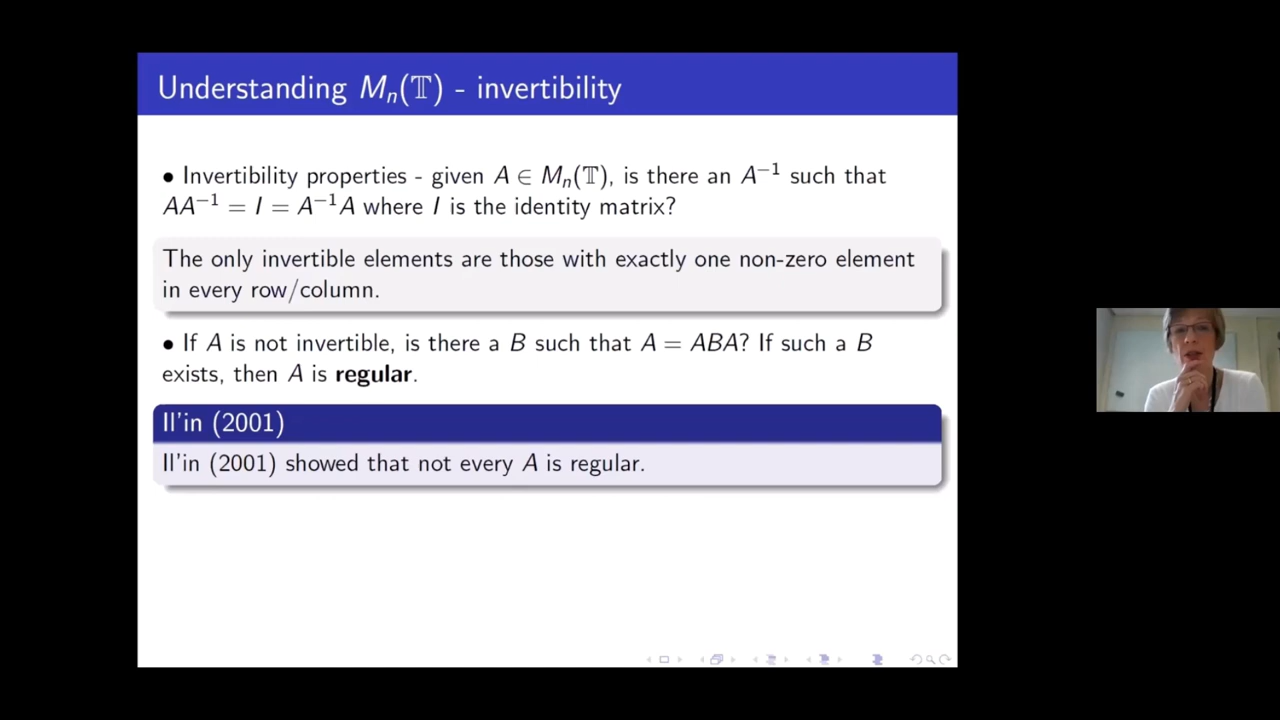 Understanding Mₙ(𝕋) - invertibility
• Invertibility properties - given A ∈ Mₙ(𝕋), is there an A⁻¹ such that
AA⁻¹ = I = A⁻¹A where I is the identity matrix?
The only invertible elements are those with exactly one non-zero element
in every row/column.
• If A is not invertible, is there a B such that A = ABA? If such a B
exists, then A is regular.
Il'in (2001)
Il'in (2001) showed that not every A is regular.